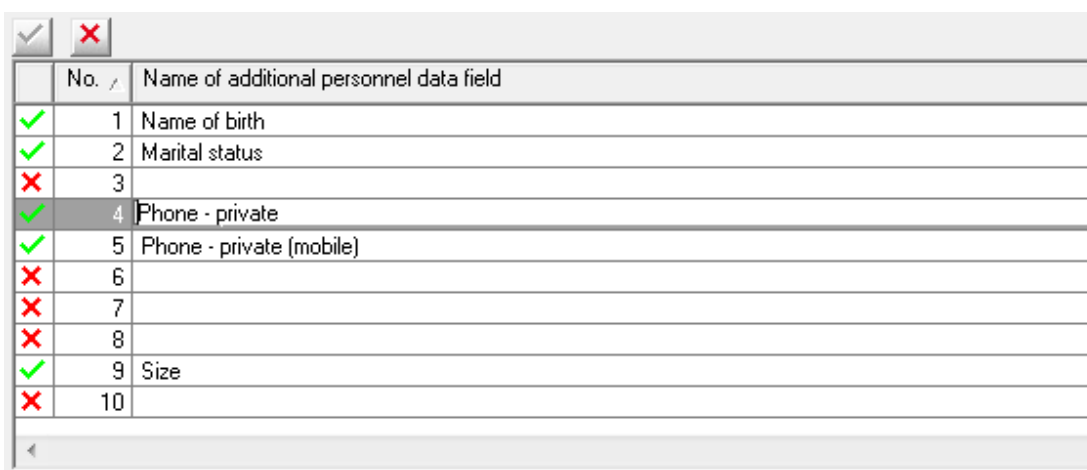 No. Name of additional personnel data field
1 Name of birth
2 Marital status
3
4 Phone - private
5 Phone - private (mobile)
6
7
8
9 Size
10